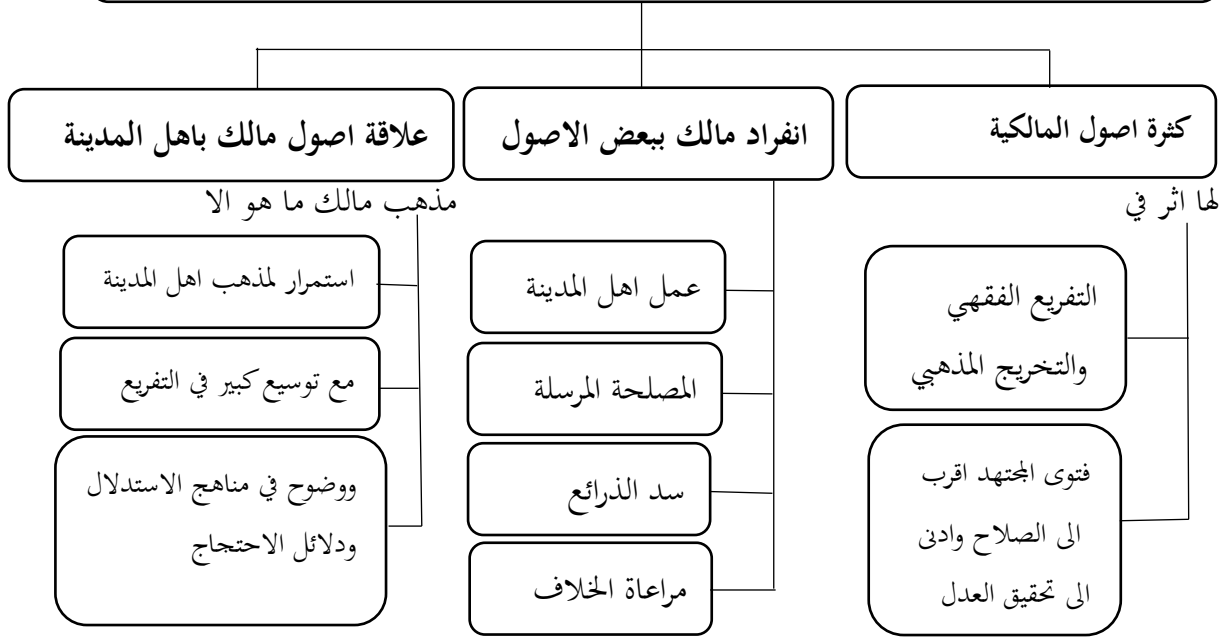 كثرة اصول المالكية
لها اثر في
التفريع الفقهي
والتخريج المذهبي
فتوى المجتهد اقرب
الى الصلاح وادنى
الى تحقيق العدل
انفراد مالك ببعض الاصول
عمل اهل المدينة
المصلحة المرسلة
سد الذرائع
مراعاة الخلاف
علاقة اصول مالك باهل المدينة
مذهب مالك ما هو الا
استمرار لمذهب اهل المدينة
مع توسيع كبير في التفريع
ووضوح في مناهج الاستدلال
ودلائل الاحتجاج